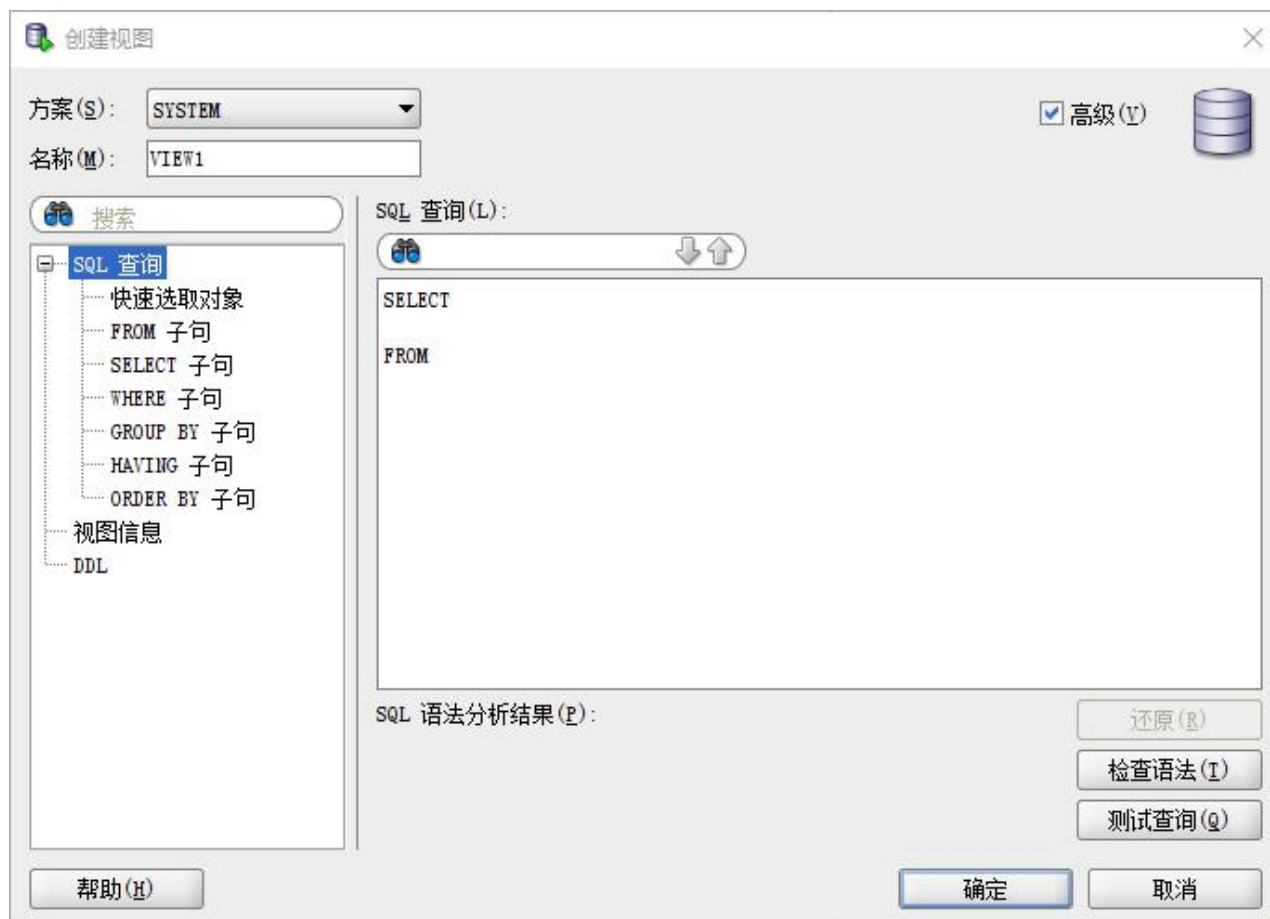 创建视图
方案(S): SYSTEM
高级(V)
名称(M): VIEW1
搜索
SQL 查询
快速选取对象
FROM 子句
SELECT 子句
WHERE 子句
GROUP BY 子句
HAVING 子句
ORDER BY 子句
视图信息
DDL
SQL 查询(L):
SELECT
FROM
SQL 语法分析结果(P):
还原(R)
检查语法(T)
测试查询(Q)
帮助(H)
确定
取消